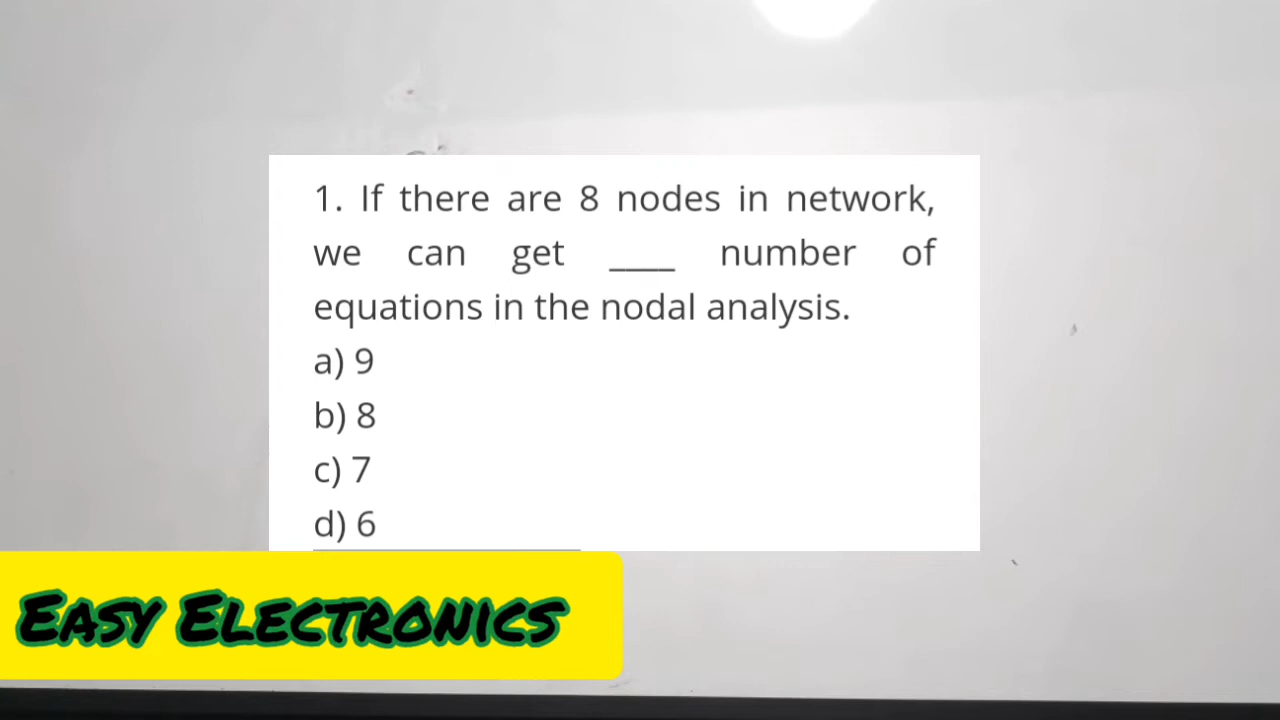 1. If there are 8 nodes in network,
we can get ____ number of
equations in the nodal analysis.
a) 9
b) 8
c) 7
d) 6
EASY ELECTRONICS